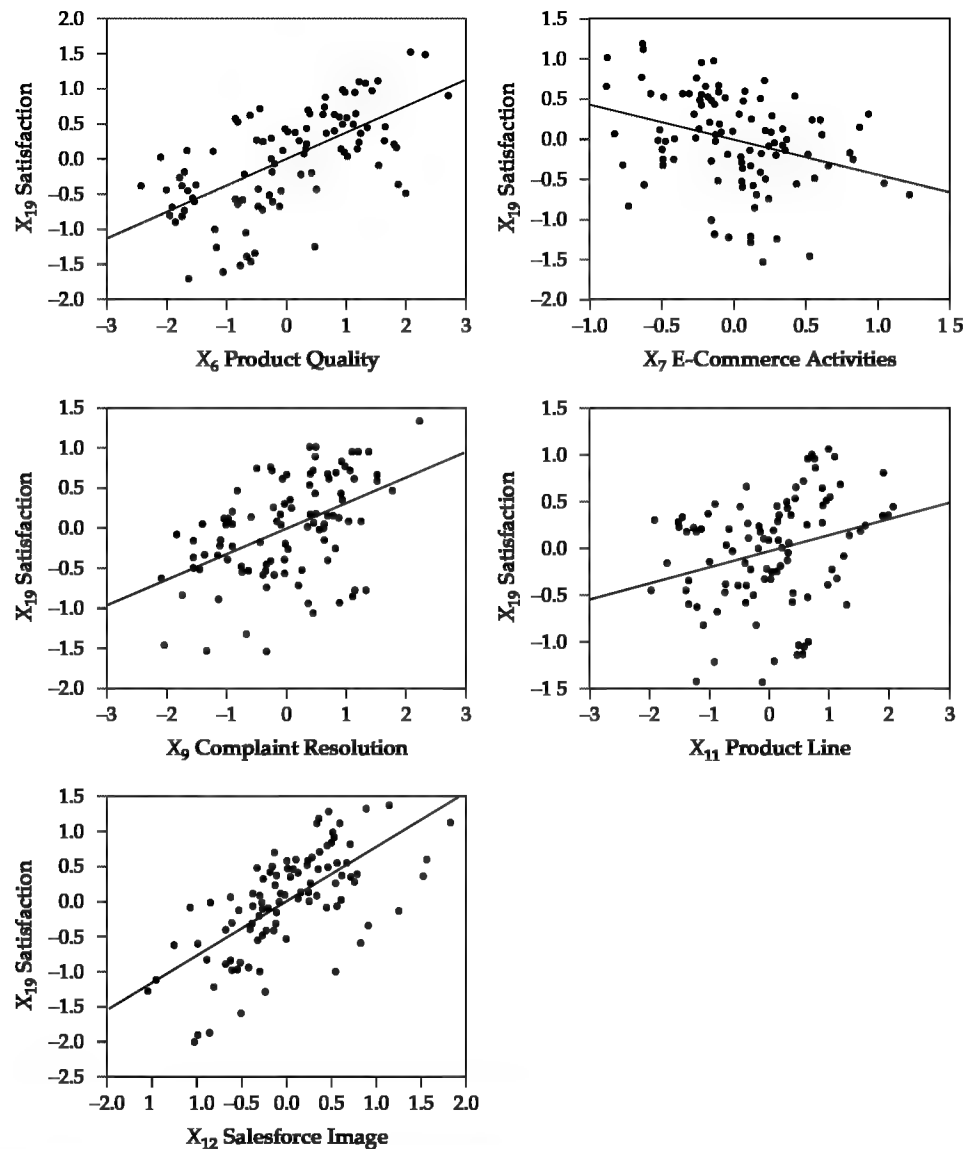 2.0
1.5
1.0
0.5
0.0
–0.5
–1.0
–1.5
–2.0
X19 Satisfaction
–3 –2 –1 0 1 2 3
X6 Product Quality
1.5
1.0
0.5
0.0
–0.5
–1.0
–1.5
–2.0
X19 Satisfaction
–1.0 –0.5 0.0 0.5 1.0 1.5
X7 E-Commerce Activities
1.5
1.0
0.5
0.0
–0.5
–1.0
–1.5
–2.0
X19 Satisfaction
–3 –2 –1 0 1 2 3
X9 Complaint Resolution
1.5
1.0
0.5
0.0
–0.5
–1.0
–1 5
X19 Satisfaction
–3 –2 –1 0 1 2 3
X11 Product Line
1.5
1.0
0.5
0.0
–0.5
–1.0
–1.5
–2.0
–2.5
X19 Satisfaction
–2.0 1 1.0 –0.5 0.0 0.5 1.0 1.50 2.0
X12 Salesforce Image